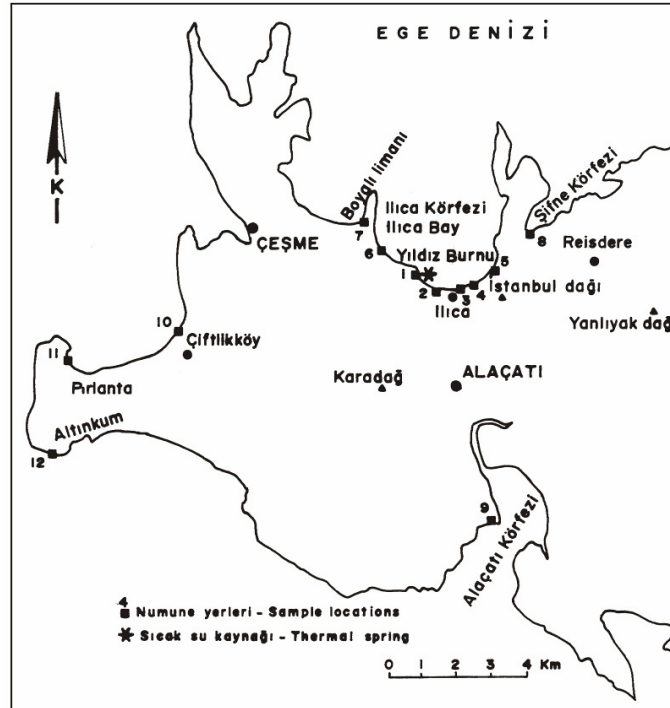 EGE DENİZİ
K
Boyalı limanı
Şifne Körfezi
Ilıca Körfezi
Ilıca Bay
ÇEŞME
7
8
Reisdere
6
Yıldız Burnu
5
1
İstanbul dağı
2
3
4
Ilıca
Yanlıyak dağ
10
Çiftlikköy
11
Pırlanta
Karadağ
ALAÇATI
Altınkum
12
9
Alaçatı Körfezi
4
Numune yerleri - Sample locations
Sıcak su kaynağı - Thermal spring
0 1 2 3 4 Km